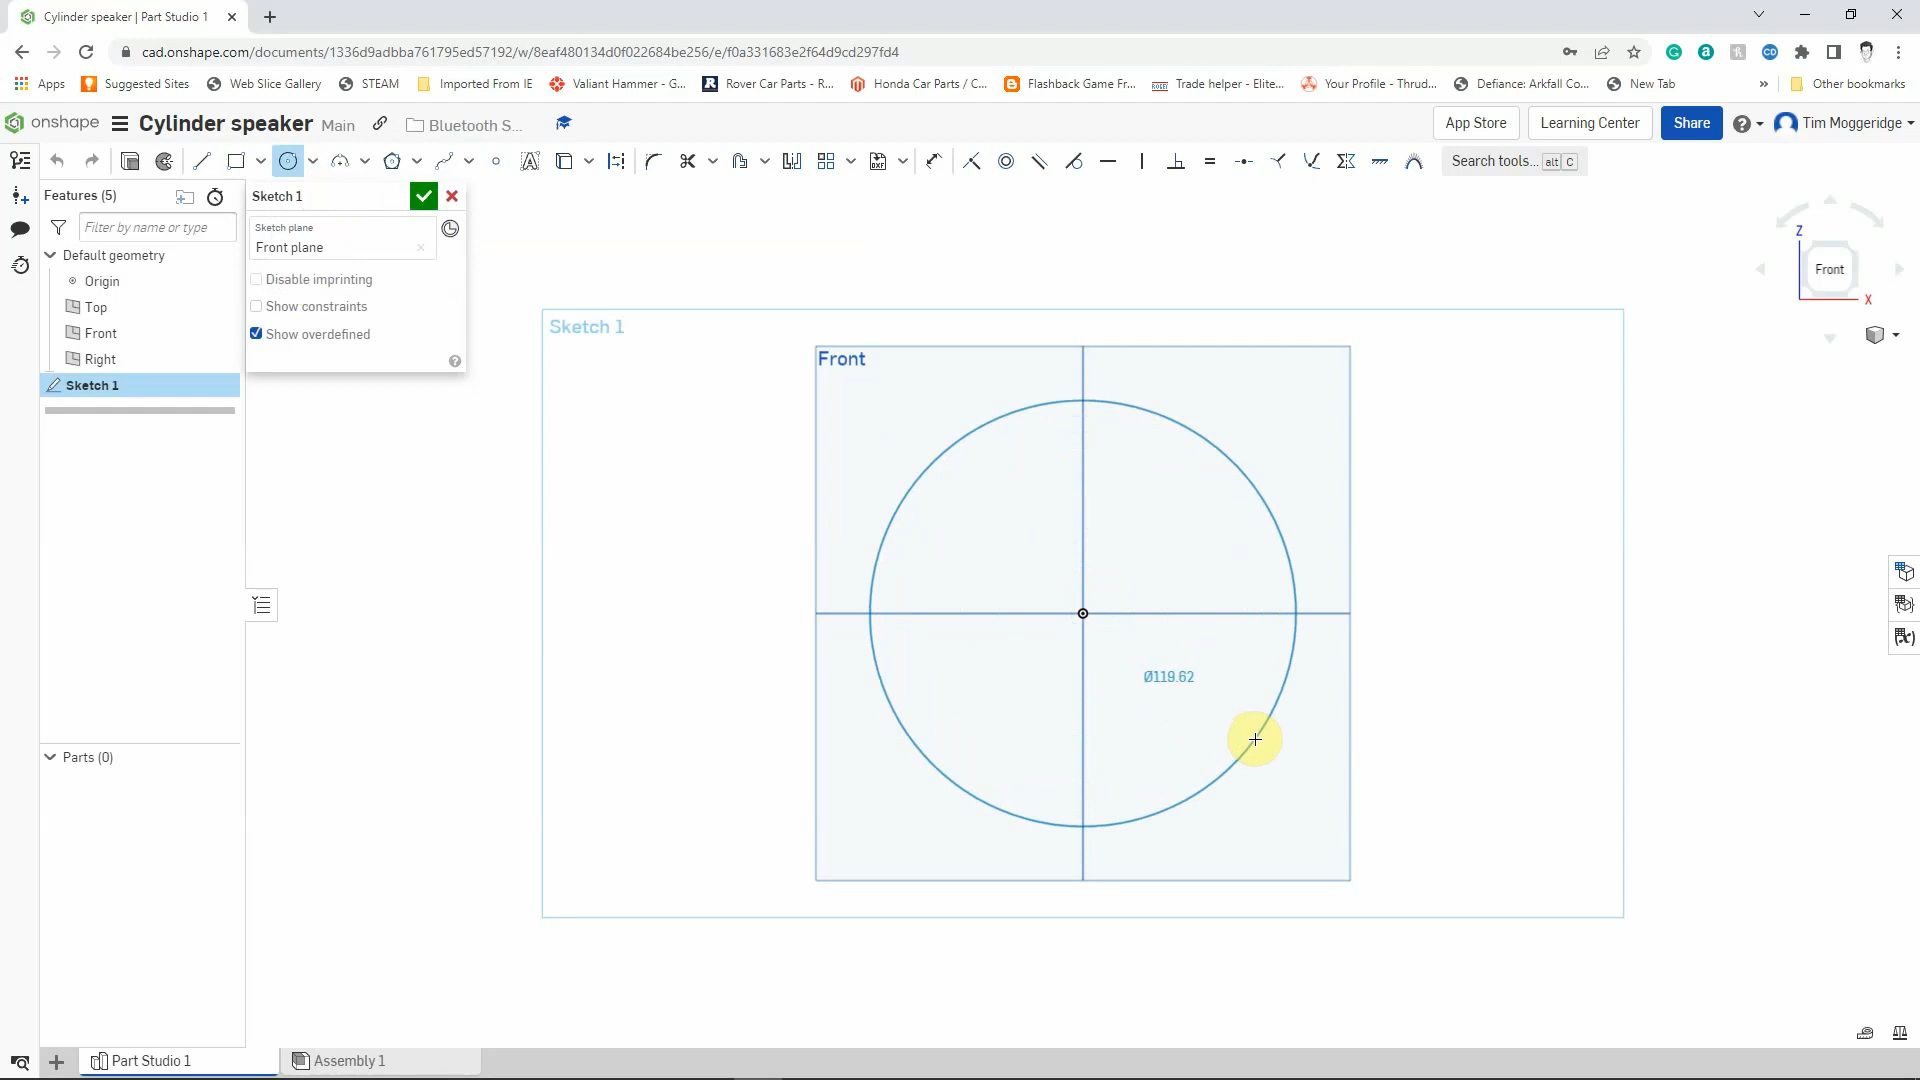 Cylinder speaker | Part Studio 1
cad.onshape.com/documents/1336d9adbba761795ed57192/w/8eaf480134d0f022684be256/e/f0a331683e2f64d9cd297fd4
Apps
Suggested Sites
Web Slice Gallery
STEAM
Imported From IE
Valiant Hammer - G...
Rover Car Parts - R...
Honda Car Parts / C...
Flashback Game Fr...
Trade helper - Elite...
Your Profile - Thrud...
Defiance: Arkfall Co...
New Tab
»
Other bookmarks
onshape
Cylinder speaker
Main
Bluetooth S...
App Store
Learning Center
Share
Tim Moggeridge
Search tools...
alt
C
Features (5)
Filter by name or type
Default geometry
Origin
Top
Front
Right
Sketch 1
Sketch 1
Sketch plane
Front plane
Disable imprinting
Show constraints
Show overdefined
Sketch 1
Front
Ø119.62
Z
Front
X
Parts (0)
Part Studio 1
Assembly 1